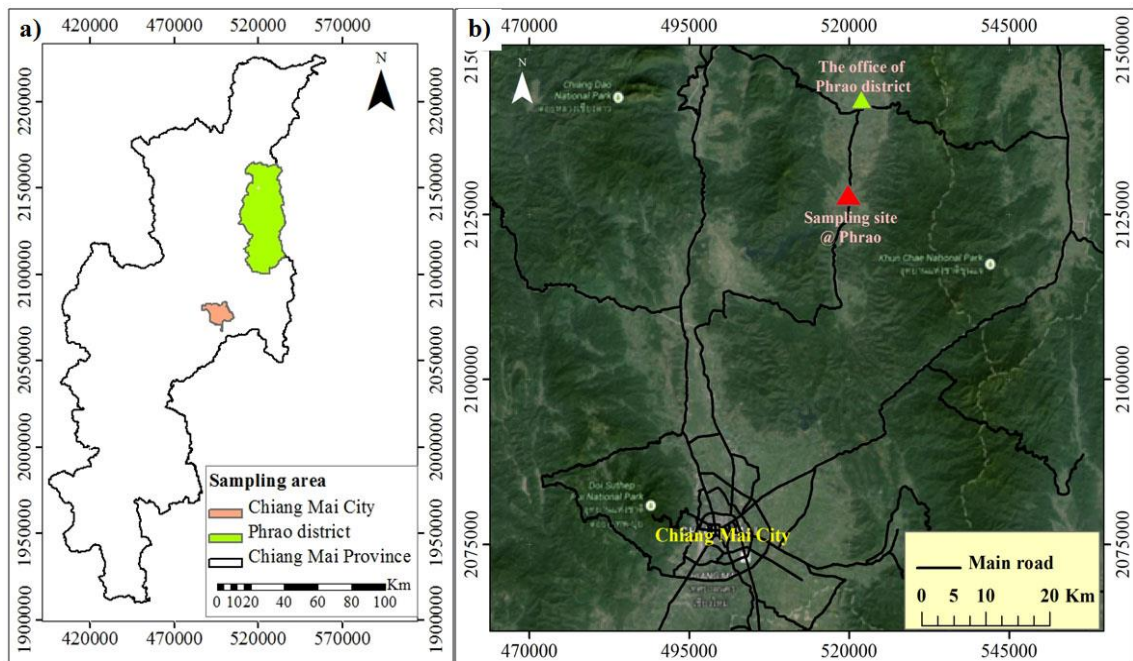 a)
420000 470000 520000 570000
N
2200000
2150000
2100000
2050000
2000000
1950000
1900000
2200000
2150000
2100000
2050000
2000000
1950000
1900000
Sampling area
Chiang Mai City
Phrao district
Chiang Mai Province
Km
0 1020 40 60 80 100
420000 470000 520000 570000
b)
470000 495000 520000 545000
N
Chiang Dao
National Park
The office of
Phrao district
Sampling site
@ Phrao
Khun Chae National Park
Doi Suthep
National Park
Chiang Mai City
2125000
2100000
2075000
2125000
2100000
2075000
Main road
0 5 10 20 Km
470000 495000 520000 545000